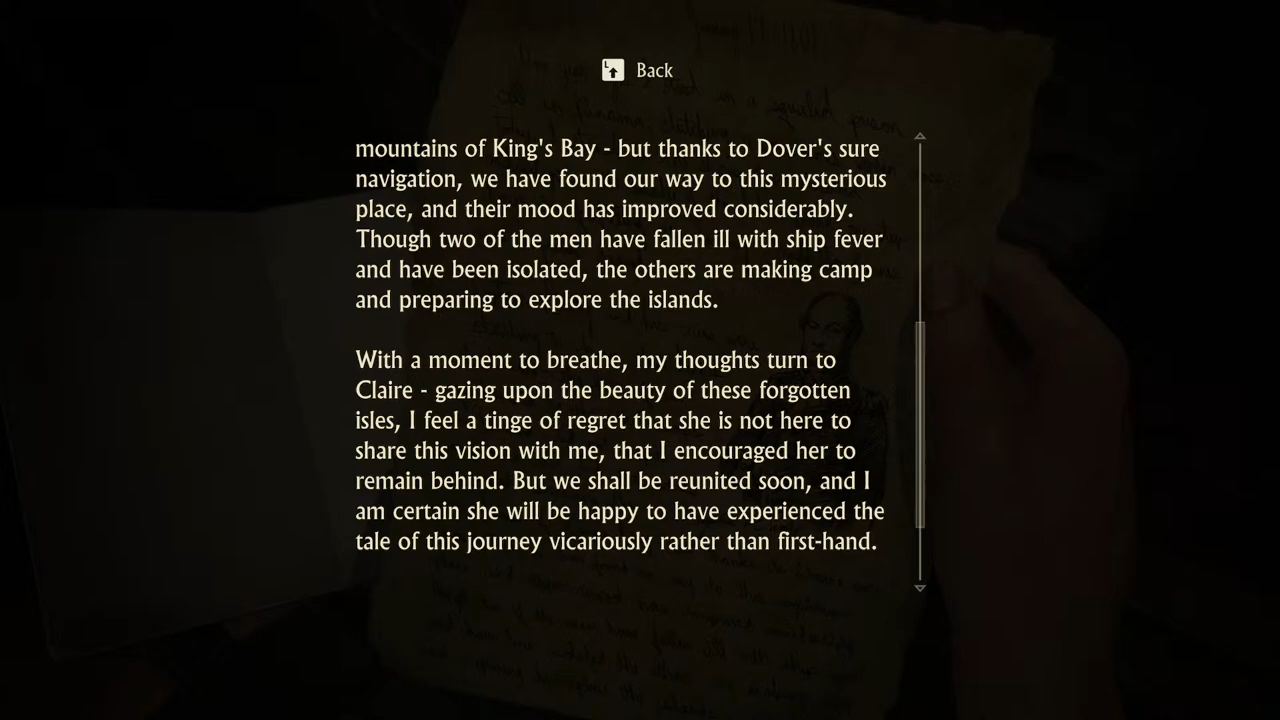 Back
mountains of King's Bay - but thanks to Dover's sure
navigation, we have found our way to this mysterious
place, and their mood has improved considerably.
Though two of the men have fallen ill with ship fever
and have been isolated, the others are making camp
and preparing to explore the islands.
With a moment to breathe, my thoughts turn to
Claire - gazing upon the beauty of these forgotten
isles, I feel a tinge of regret that she is not here to
share this vision with me, that I encouraged her to
remain behind. But we shall be reunited soon, and I
am certain she will be happy to have experienced the
tale of this journey vicariously rather than first-hand.